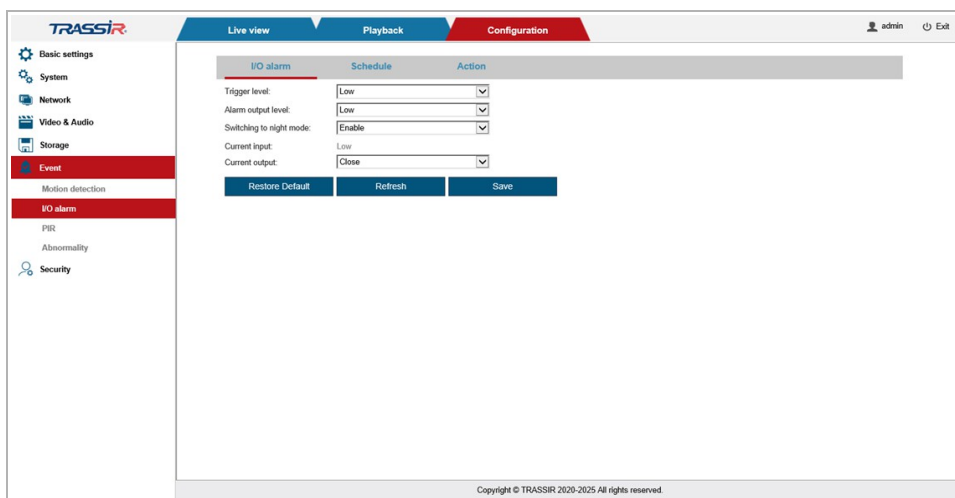 TRASSIR
Live view
Playback
Configuration
admin
Exit
Basic settings
System
Network
Video & Audio
Storage
Event
Motion detection
I/O alarm
PIR
Abnormality
Security
I/O alarm
Schedule
Action
Trigger level: Low
Alarm output level: Low
Switching to night mode: Enable
Current input: Low
Current output: Close
Restore Default
Refresh
Save
Copyright © TRASSIR 2020-2025 All rights reserved.